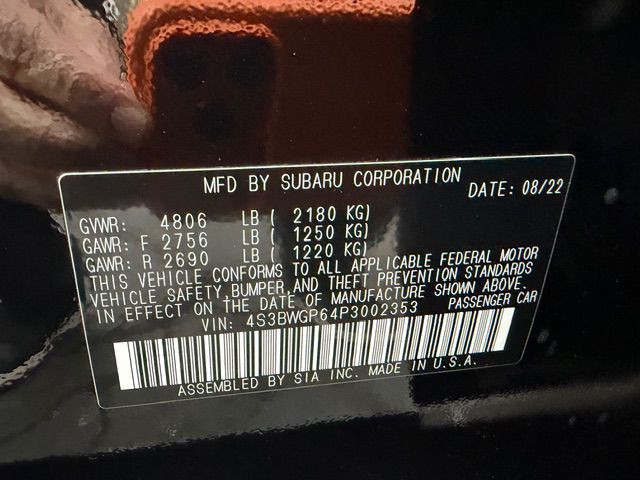 MFD BY SUBARU CORPORATION
DATE: 08/22
GVWR: 4806 LB ( 2180 KG)
GAWR: F 2756 LB ( 1250 KG)
GAWR: R 2690 LB ( 1220 KG)
THIS VEHICLE CONFORMS TO ALL APPLICABLE FEDERAL MOTOR
VEHICLE SAFETY,BUMPER,AND THEFT PREVENTION STANDARDS
IN EFFECT ON THE DATE OF MANUFACTURE SHOWN ABOVE.
VIN: 4S3BWGP64P3002353 PASSENGER CAR
ASSEMBLED BY SIA INC. MADE IN U.S.A.